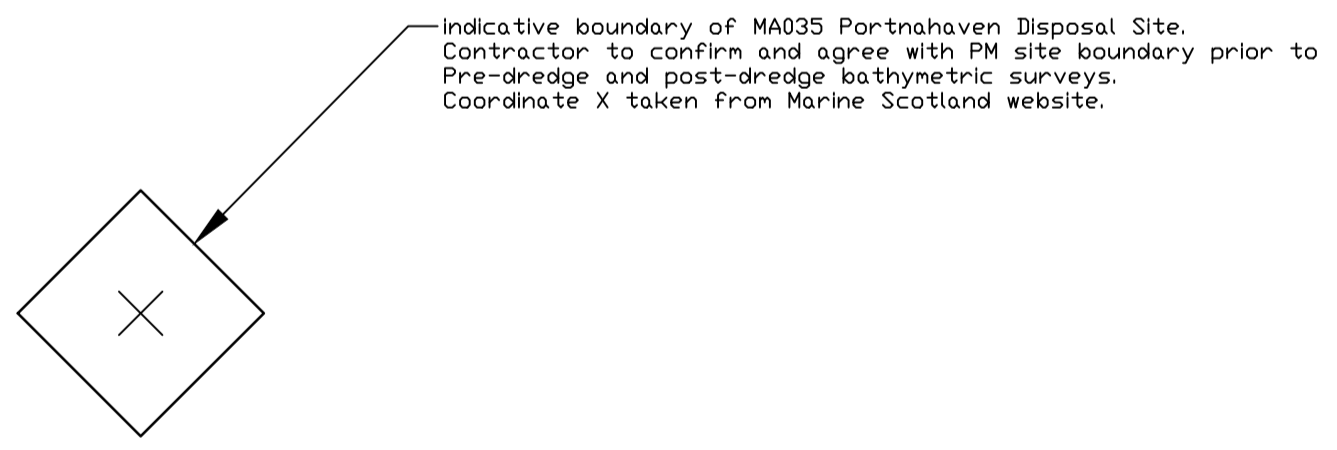 indicative boundary of MA035 Portnahaven Disposal Site.
Contractor to confirm and agree with PM site boundary prior to
Pre-dredge and post-dredge bathymetric surveys.
Coordinate X taken from Marine Scotland website.